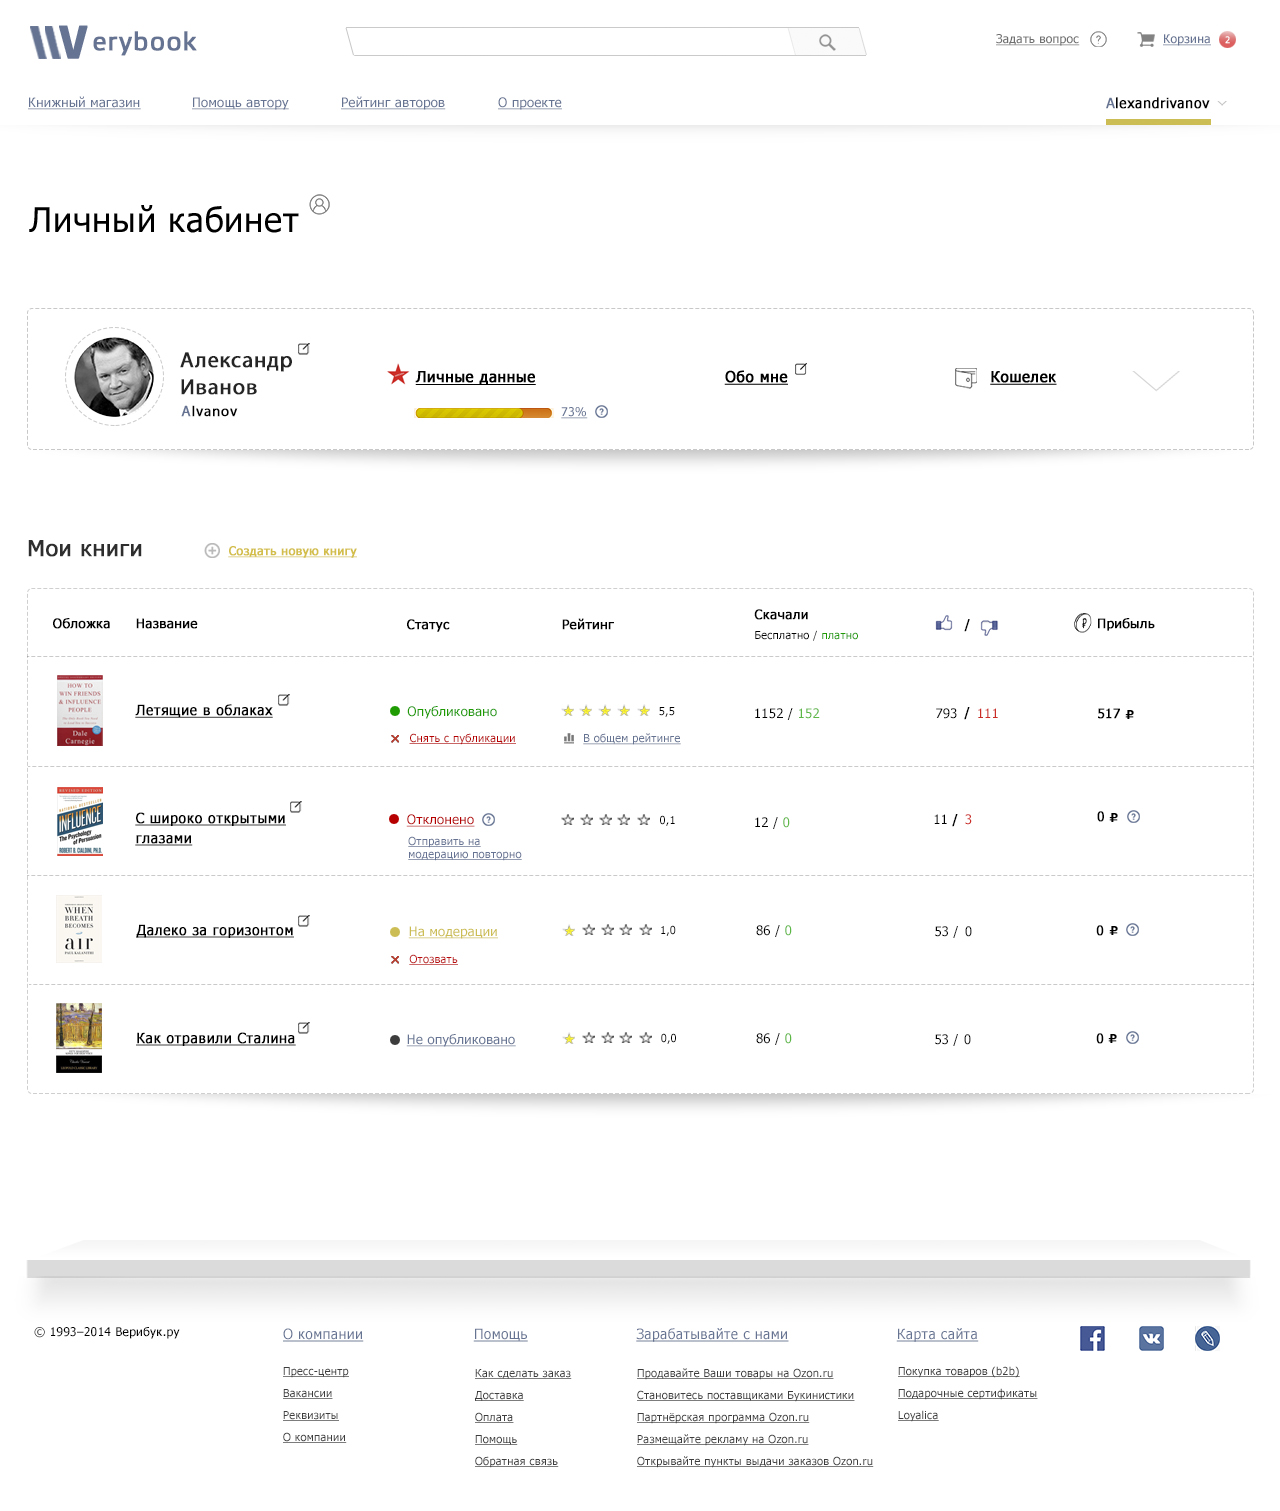 Werybook
Задать вопрос
?
Корзина
2
Книжный магазин
Помощь автору
Рейтинг авторов
О проекте
Alexandrivanov
Личный кабинет
Александр
Иванов
AIvanov
Личные данные
73%
?
Обо мне
Кошелек
Мои книги
Создать новую книгу
Обложка
Название
Статус
Рейтинг
Скачали
Бесплатно / платно
/
Прибыль
HOW TO
WIN FRIENDS
& INFLUENCE
PEOPLE
Dale
Carnegie
Летящие в облаках
Опубликовано
Снять с публикации
5,5
В общем рейтинге
1152 / 152
793 / 111
517 ₽
REVISED EDITION
INFLUENCE
The Psychology
of Persuasion
ROBERT B. CIALDINI, PH.D.
С широко открытыми
глазами
Отклонено
?
Отправить на
модерацию повторно
0,1
12 / 0
11 / 3
0 ₽
?
WHEN
BREATH
BECOMES
air
PAUL KALANITHI
Далеко за горизонтом
На модерации
Отозвать
1,0
86 / 0
53 / 0
0 ₽
?
Как отравили Сталина
Не опубликовано
0,0
86 / 0
53 / 0
0 ₽
?
© 1993–2014 Верибук.ру
О компании
Пресс-центр
Вакансии
Реквизиты
О компании
Помощь
Как сделать заказ
Доставка
Оплата
Помощь
Обратная связь
Зарабатывайте с нами
Продавайте Ваши товары на Ozon.ru
Становитесь поставщиками Букинистики
Партнёрская программа Ozon.ru
Размещайте рекламу на Ozon.ru
Открывайте пункты выдачи заказов Ozon.ru
Карта сайта
Покупка товаров (b2b)
Подарочные сертификаты
Loyalica